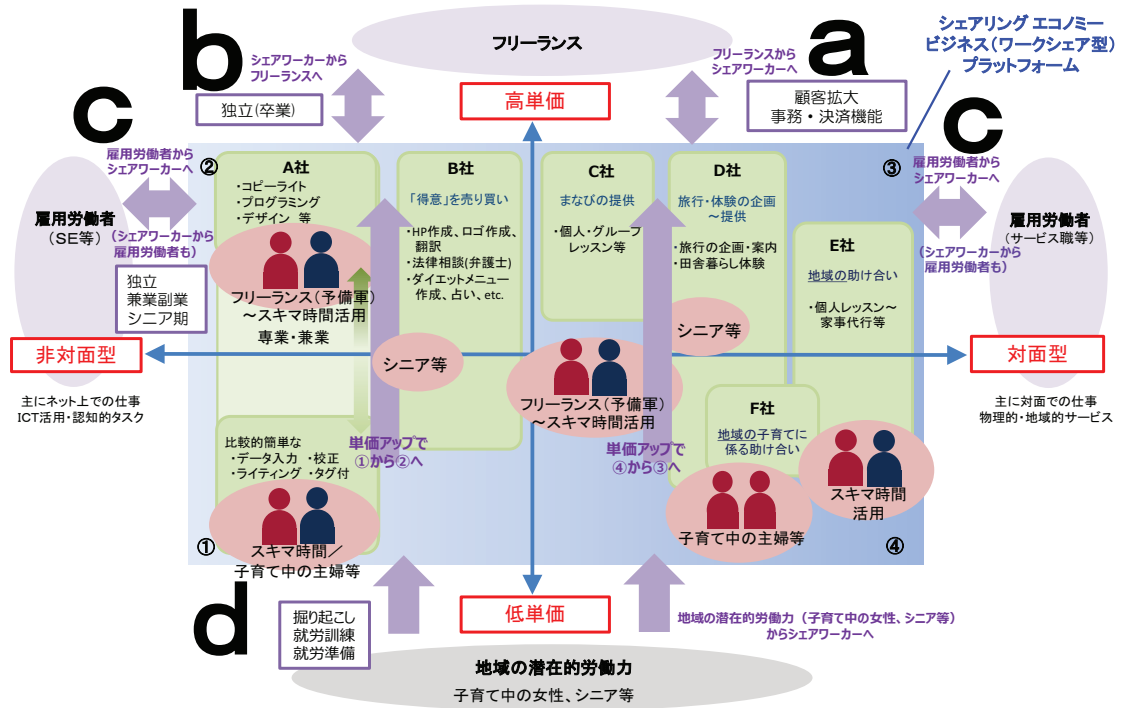 フリーランス
シェアリング エコノミー
ビジネス（ワークシェア型）
プラットフォーム
b
シェアワーカーから
フリーランスへ
独立(卒業)
高単価
フリーランスから
シェアワーカーへ
a
顧客拡大
事務・決済機能
c
雇用労働者から
シェアワーカーへ
雇用労働者
（SE等）
（シェアワーカーから
雇用労働者も）
独立
兼業副業
シニア期
②
A社
・コピーライト
・プログラミング
・デザイン 等
フリーランス（予備軍）
～スキマ時間活用
専業・兼業
B社
「得意」を売り買い
・HP作成、ロゴ作成、
翻訳
・法律相談(弁護士)
・ダイエットメニュー
作成、占い、etc.
シニア等
C社
まなびの提供
・個人・グループ
レッスン等
D社
旅行・体験の企画
～提供
・旅行の企画・案内
・田舎暮らし体験
シニア等
③
E社
地域の助け合い
・個人レッスン～
家事代行等
c
雇用労働者から
シェアワーカーへ
雇用労働者
（サービス職等）
（シェアワーカーから
雇用労働者も）
非対面型
主にネット上での仕事
ICT活用・認知的タスク
対面型
主に対面での仕事
物理的・地域的サービス
フリーランス（予備軍）
～スキマ時間活用
F社
地域の子育てに
係る助け合い
比較的簡単な
・データ入力 ・校正
・ライティング ・タグ付
単価アップで
①から②へ
単価アップで
④から③へ
スキマ時間
活用
子育て中の主婦等
①
スキマ時間／
子育て中の主婦等
④
d
掘り起こし
就労訓練
就労準備
低単価
地域の潜在的労働力（子育て中の女性、シニア等）
からシェアワーカーへ
地域の潜在的労働力
子育て中の女性、シニア等